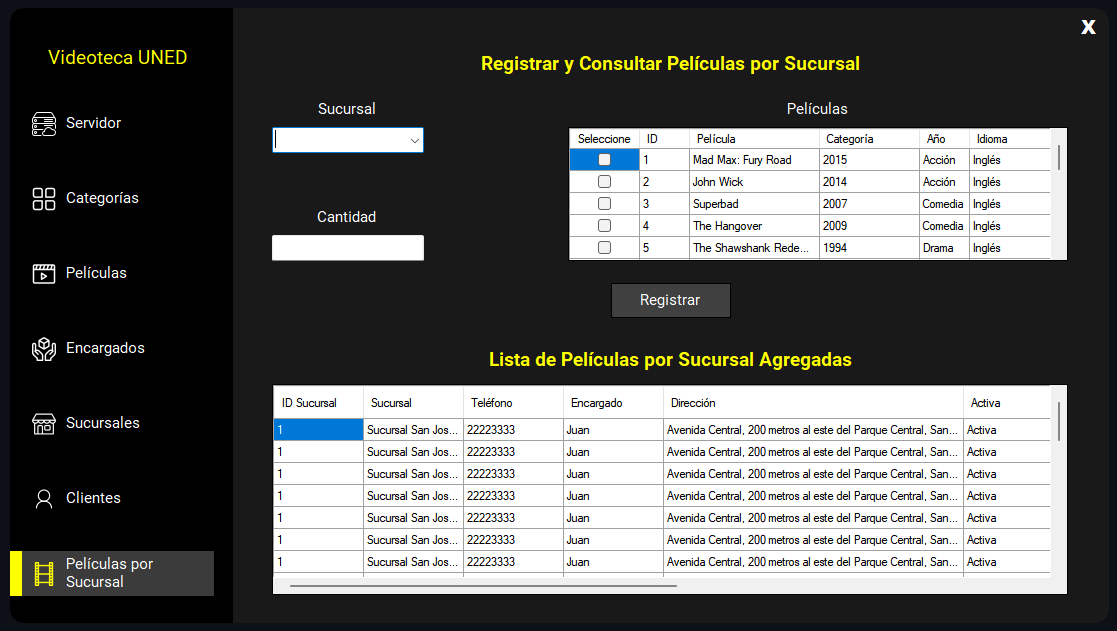 X
Videoteca UNED
Servidor
Categorías
Películas
Encargados
Sucursales
Clientes
Películas por
Sucursal
Registrar y Consultar Películas por Sucursal
Sucursal
Cantidad
Películas
Seleccione ID Película Categoría Año Idioma
1 Mad Max: Fury Road 2015 Acción Inglés
2 John Wick 2014 Acción Inglés
3 Superbad 2007 Comedia Inglés
4 The Hangover 2009 Comedia Inglés
5 The Shawshank Rede... 1994 Drama Inglés
Registrar
Lista de Películas por Sucursal Agregadas
ID Sucursal Sucursal Teléfono Encargado Dirección Activa
1 Sucursal San Jos... 22223333 Juan Avenida Central, 200 metros al este del Parque Central, San... Activa
1 Sucursal San Jos... 22223333 Juan Avenida Central, 200 metros al este del Parque Central, San... Activa
1 Sucursal San Jos... 22223333 Juan Avenida Central, 200 metros al este del Parque Central, San... Activa
1 Sucursal San Jos... 22223333 Juan Avenida Central, 200 metros al este del Parque Central, San... Activa
1 Sucursal San Jos... 22223333 Juan Avenida Central, 200 metros al este del Parque Central, San... Activa
1 Sucursal San Jos... 22223333 Juan Avenida Central, 200 metros al este del Parque Central, San... Activa
1 Sucursal San Jos... 22223333 Juan Avenida Central, 200 metros al este del Parque Central, San... Activa